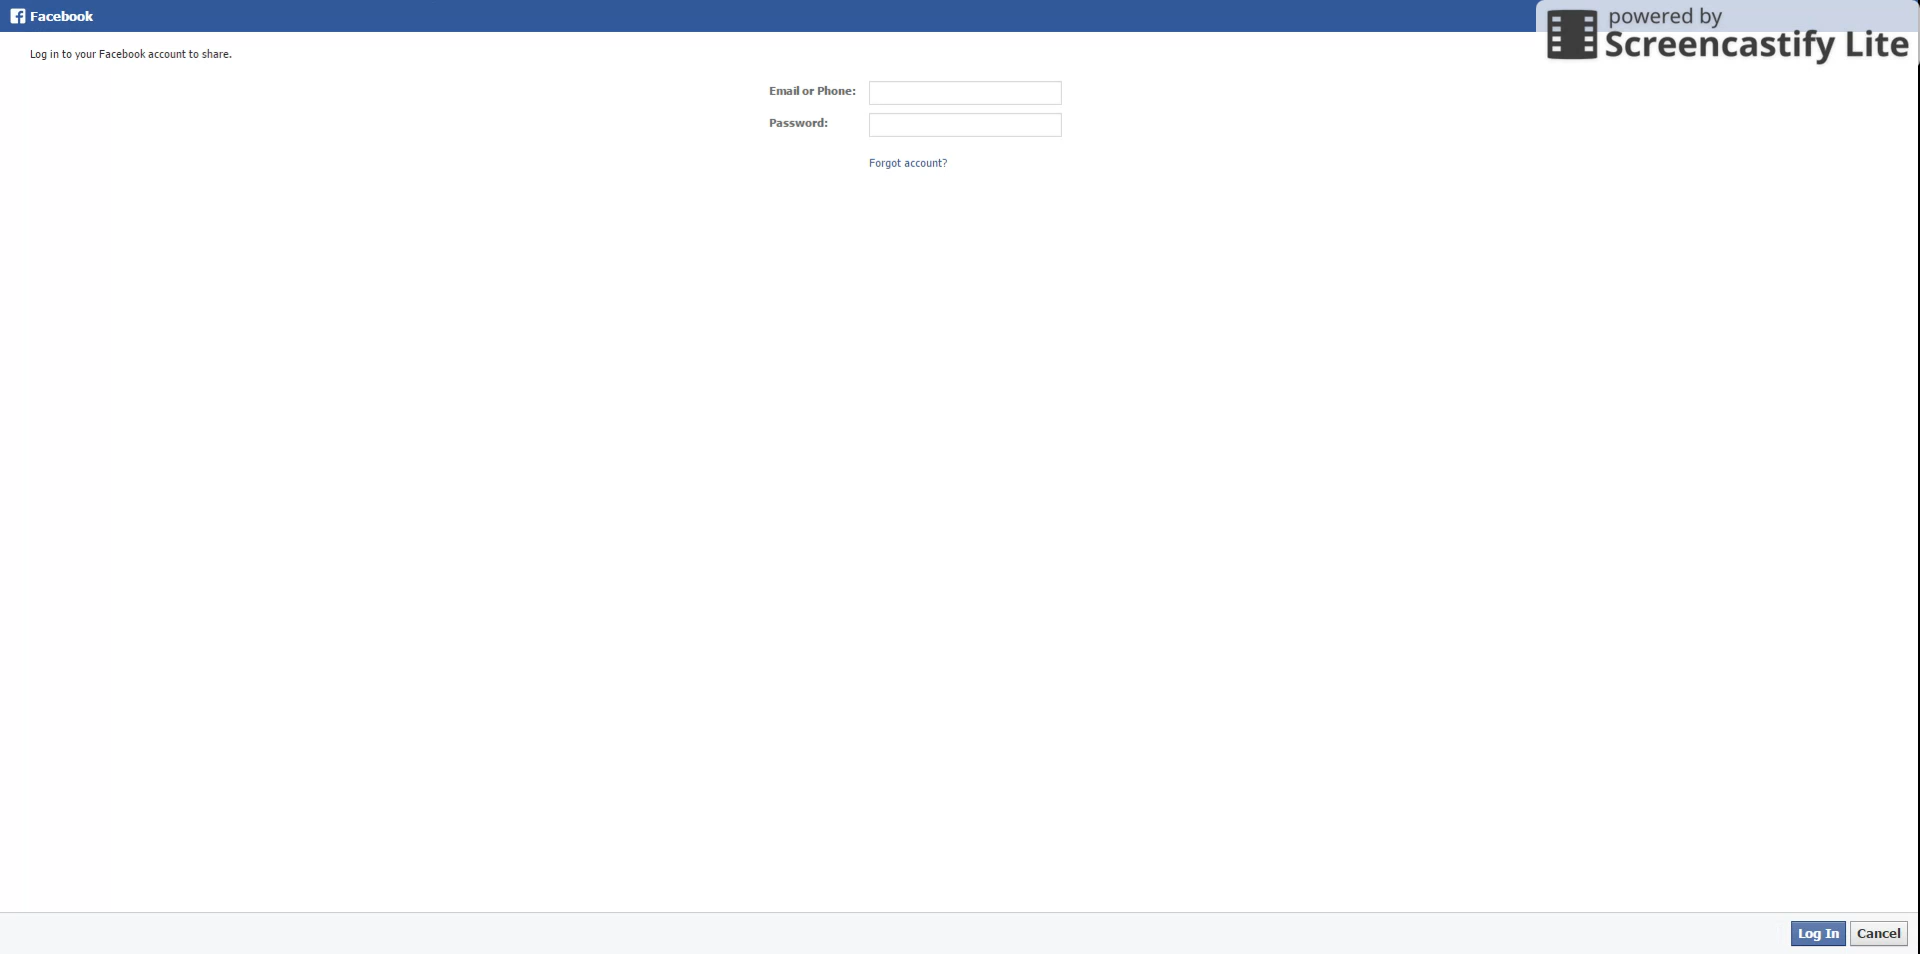 Facebook
powered by
Screencastify Lite
Log in to your Facebook account to share.
Email or Phone:
Password:
Forgot account?
Log In
Cancel